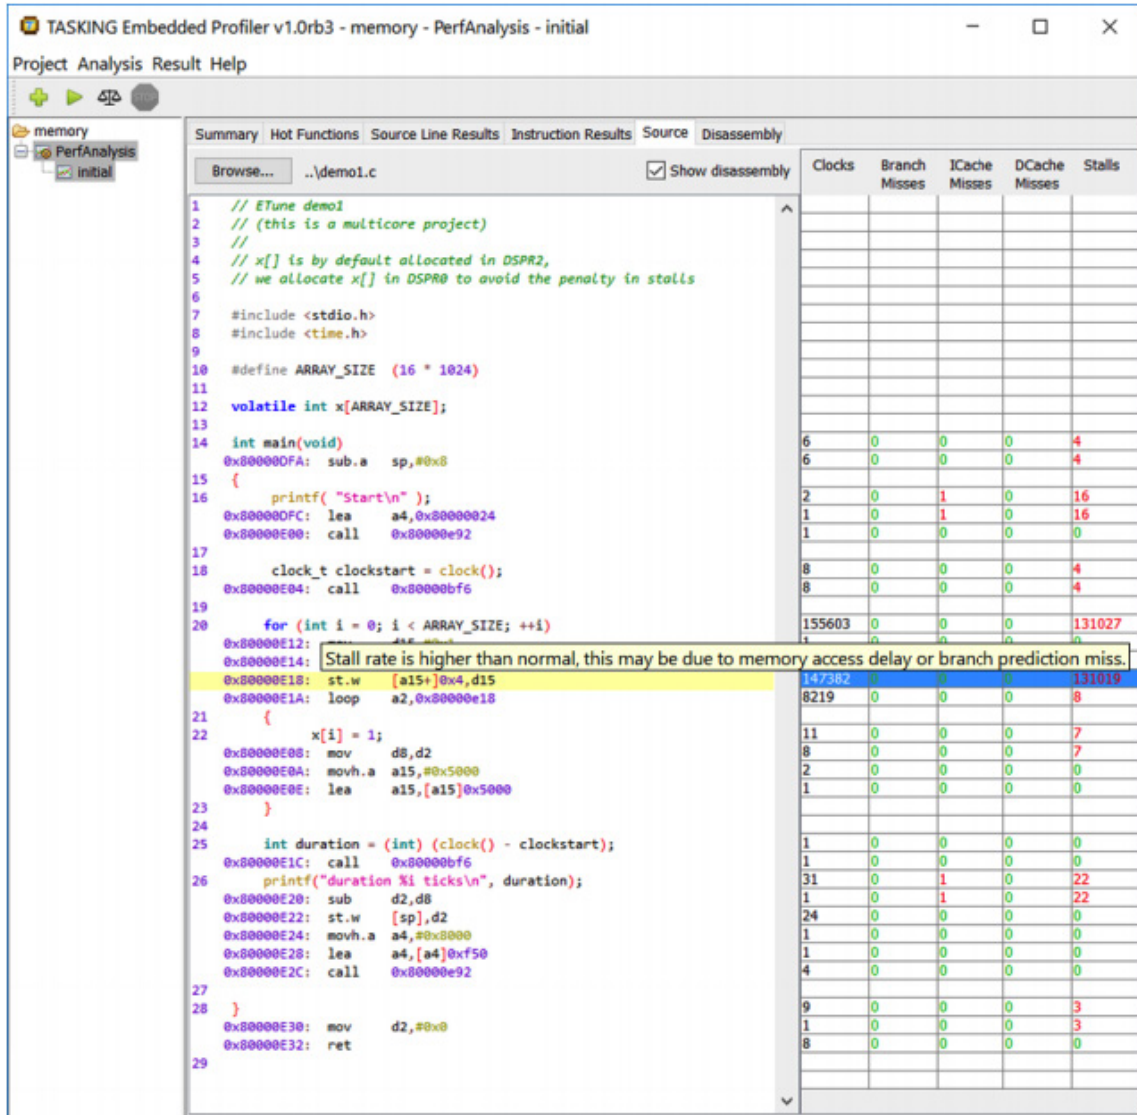 TASKING Embedded Profiler v1.0rb3 - memory - PerfAnalysis - initial
Project Analysis Result Help
memory
PerfAnalysis
initial
Summary Hot Functions Source Line Results Instruction Results Source Disassembly
Browse... ..\demo1.c Show disassembly
Clocks Branch Misses ICache Misses DCache Misses Stalls
1 // ETune demo1
2 // (this is a multicore project)
3 //
4 // x[] is by default allocated in DSPR2,
5 // we allocate x[] in DSPR0 to avoid the penalty in stalls
6
7 #include <stdio.h>
8 #include <time.h>
9
10 #define ARRAY_SIZE (16 * 1024)
11
12 volatile int x[ARRAY_SIZE];
13
14 int main(void) 6 0 0 0 4
0x80000DFA: sub.a sp,#0x8 6 0 0 0 4
15 {
16 printf( "Start\n" ); 2 0 1 0 16
0x80000DFC: lea a4,0x80000024 1 0 1 0 16
0x80000E00: call 0x80000e92 1 0 0 0 0
17
18 clock_t clockstart = clock(); 8 0 0 0 4
0x80000E04: call 0x80000bf6 8 0 0 0 4
19
20 for (int i = 0; i < ARRAY_SIZE; ++i) 155603 0 0 0 131027
0x80000E12:
0x80000E14:
Stall rate is higher than normal, this may be due to memory access delay or branch prediction miss.
0x80000E18: st.w [a15+]0x4,d15 147382 0 0 0 131019
0x80000E1A: loop a2,0x80000e18 8219 0 0 0 8
21 {
22 x[i] = 1; 11 0 0 0 7
0x80000E08: mov d8,d2 8 0 0 0 7
0x80000E0A: movh.a a15,#0x5000 2 0 0 0 0
0x80000E0E: lea a15,[a15]0x5000 1 0 0 0 0
23 }
24
25 int duration = (int) (clock() - clockstart); 1 0 0 0 0
0x80000E1C: call 0x80000bf6 1 0 0 0 0
26 printf("duration %i ticks\n", duration); 31 0 1 0 22
0x80000E20: sub d2,d8 1 0 1 0 22
0x80000E22: st.w [sp],d2 24 0 0 0 0
0x80000E24: movh.a a4,#0x8000 1 0 0 0 0
0x80000E28: lea a4,[a4]0xf50 1 0 0 0 0
0x80000E2C: call 0x80000e92 4 0 0 0 0
27
28 } 9 0 0 0 3
0x80000E30: mov d2,#0x0 1 0 0 0 3
0x80000E32: ret 8 0 0 0 0
29